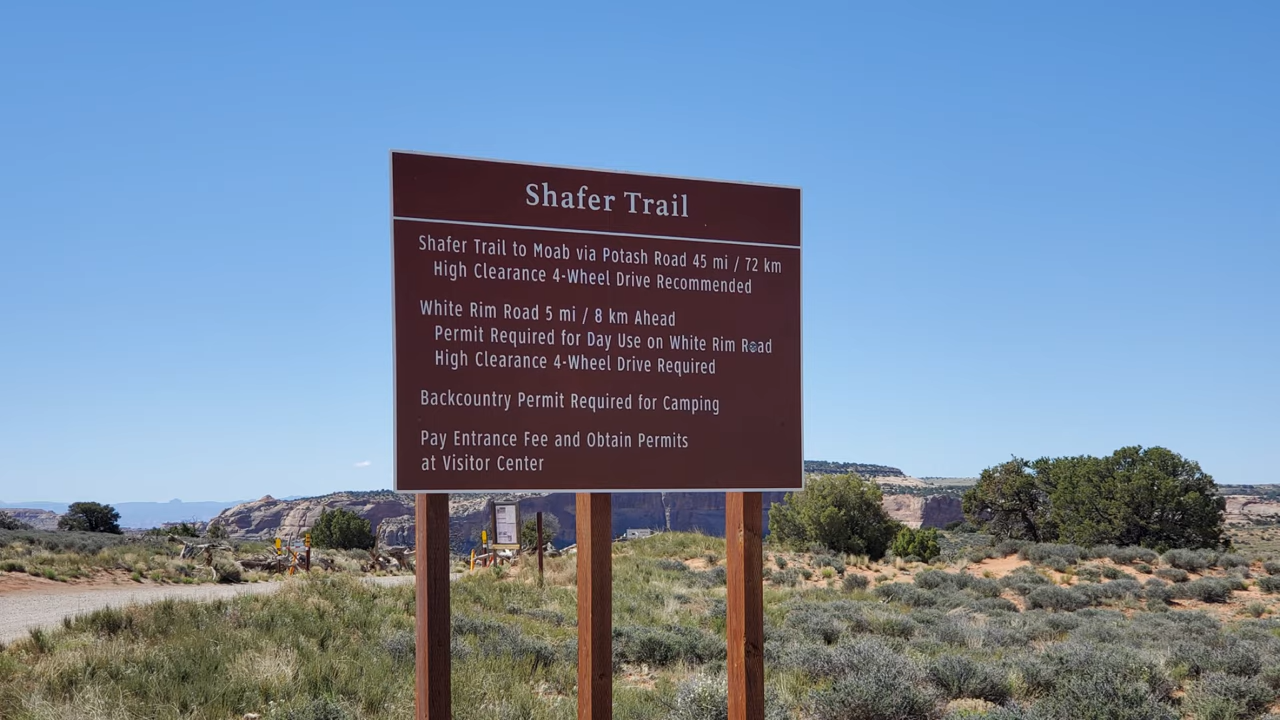 Shafer Trail
Shafer Trail to Moab via Potash Road 45 mi / 72 km
High Clearance 4-Wheel Drive Recommended
White Rim Road 5 mi / 8 km Ahead
Permit Required for Day Use on White Rim Road
High Clearance 4-Wheel Drive Required
Backcountry Permit Required for Camping
Pay Entrance Fee and Obtain Permits
at Visitor Center